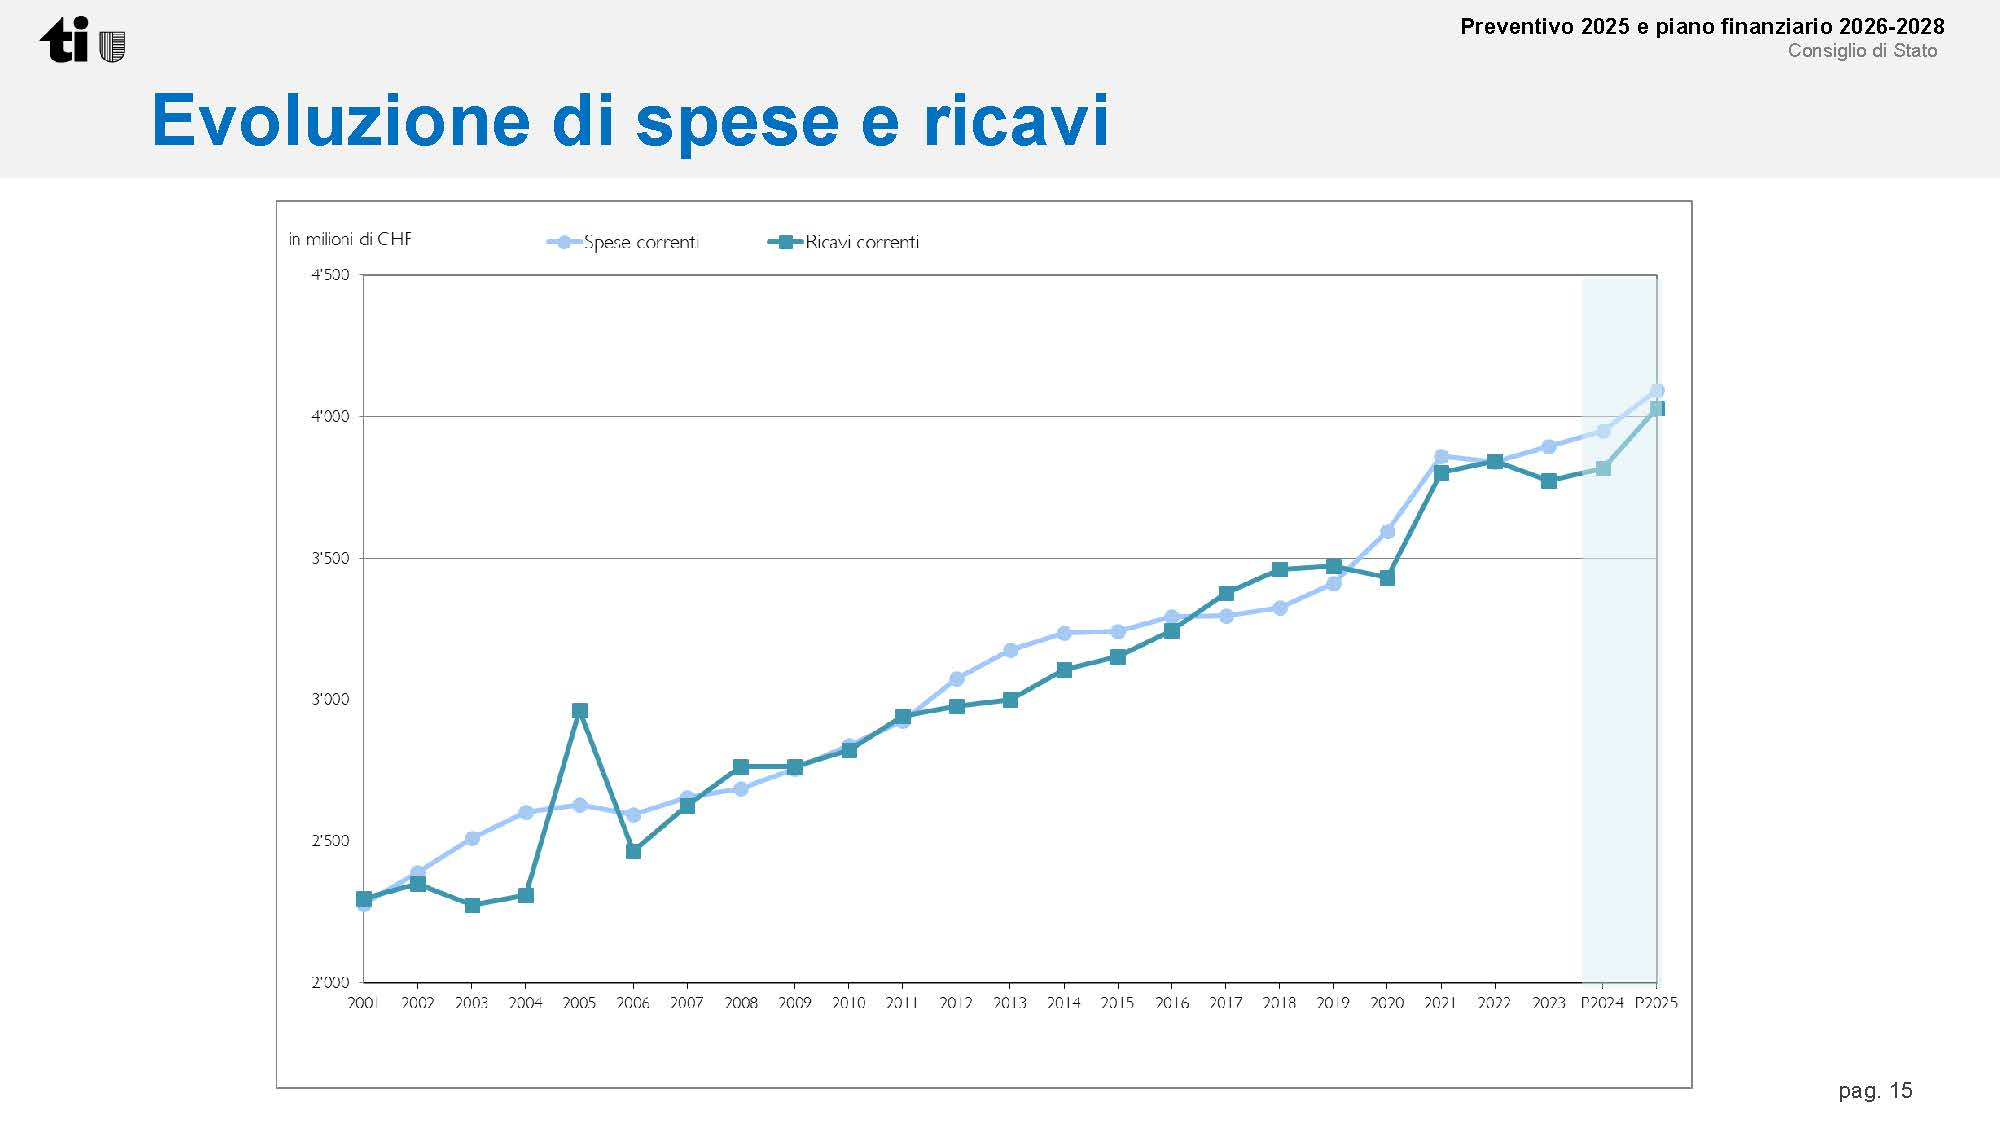 ti
Preventivo 2025 e piano finanziario 2026-2028
Consiglio di Stato
Evoluzione di spese e ricavi
in milioni di CHF
Spese correnti
Ricavi correnti
4'500
4'000
3'500
3'000
2'500
2'000
2001 2002 2003 2004 2005 2006 2007 2008 2009 2010 2011 2012 2013 2014 2015 2016 2017 2018 2019 2020 2021 2022 2023 P2024 P2025
pag. 15